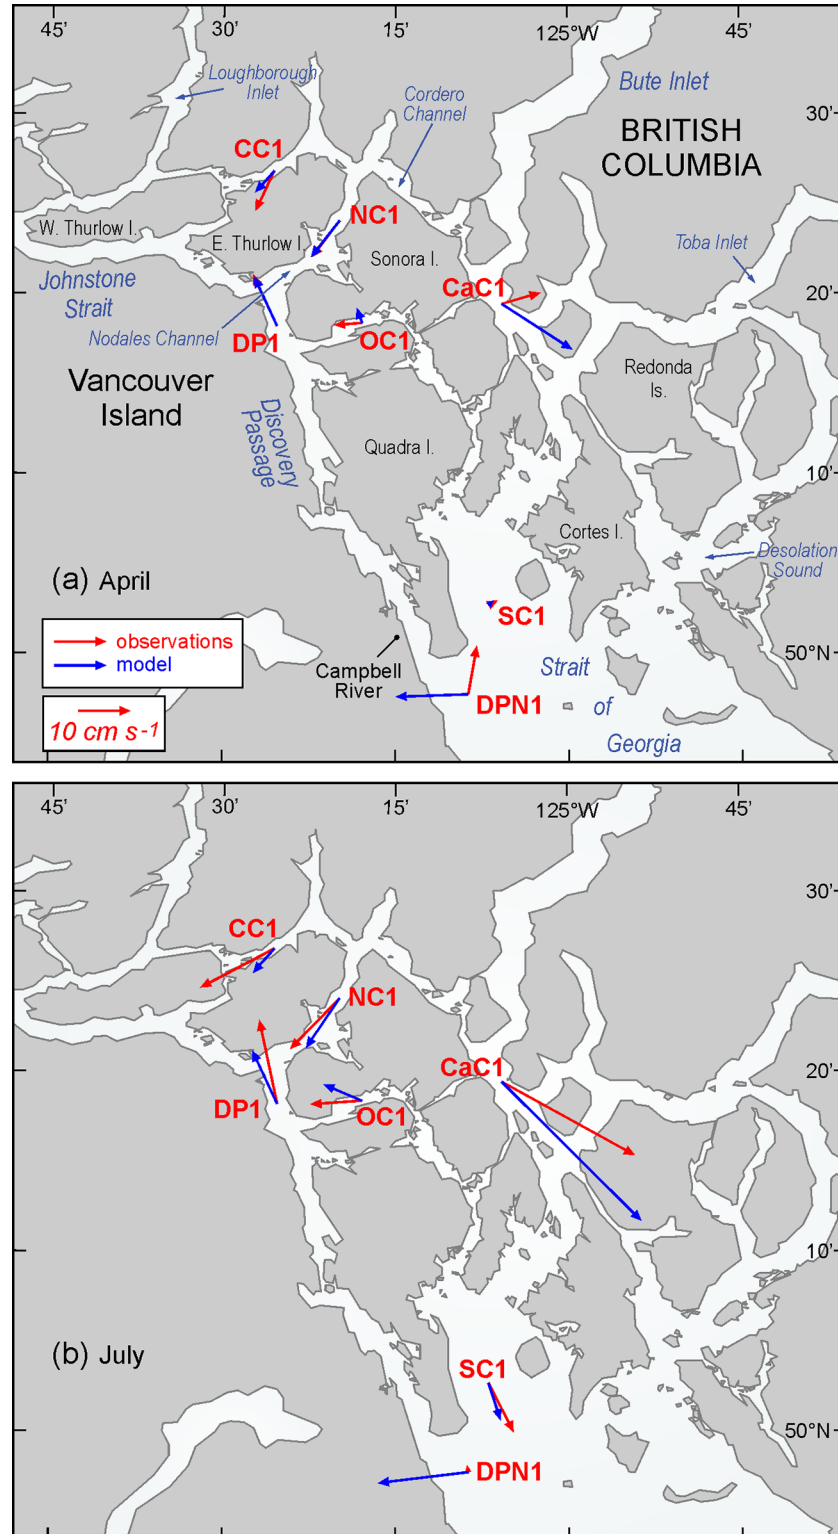 45'
30'
15'
125°W
45'
Loughborough
Inlet
Cordero
Channel
Bute Inlet
30'
BRITISH
COLUMBIA
CC1
NC1
W. Thurlow I.
E. Thurlow I.
Sonora I.
Toba Inlet
Johnstone
Strait
CaC1
20'
Nodales Channel
DP1
OC1
Redonda
Is.
Vancouver
Island
Discovery
Passage
Quadra I.
10'
Cortes I.
Desolation
Sound
(a) April
SC1
observations
model
Campbell
River
Strait
of
Georgia
50°N
DPN1
10 cm s-1
45'
30'
15'
125°W
45'
30'
CC1
NC1
CaC1
20'
DP1
OC1
10'
(b) July
SC1
50°N
DPN1